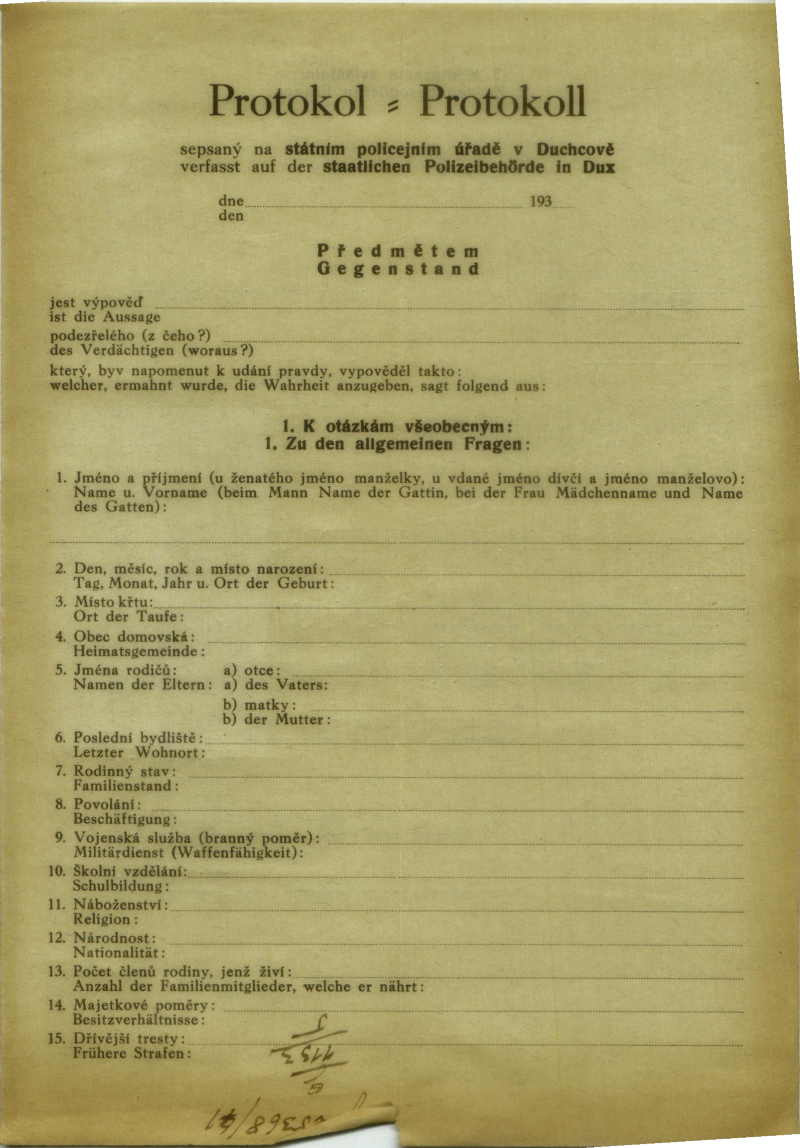 Protokol - Protokoll
sepsaný na státním policejním úřadě v Duchcově
verfasst auf der staatlichen Polizeibehörde in Dux
dne 193
den
Předmětem
Gegenstand
jest výpověď
ist die Aussage
podezřelého (z čeho?)
des Verdächtigen (woraus?)
který, byv napomenut k udání pravdy, vypověděl takto:
welcher, ermahnt wurde, die Wahrheit anzugeben, sagt folgend aus:
1. K otázkám všeobecným:
1. Zu den allgemeinen Fragen:
1. Jméno a příjmení (u ženatého jméno manželky, u vdané jméno dívčí a jméno manželovo):
Name u. Vorname (beim Mann Name der Gattin, bei der Frau Mädchenname und Name
des Gatten):
2. Den, měsíc, rok a místo narození:
Tag, Monat, Jahr u. Ort der Geburt:
3. Místo křtu:
Ort der Taufe:
4. Obec domovská:
Heimatsgemeinde:
5. Jména rodičů: a) otce:
Namen der Eltern: a) des Vaters:
b) matky:
b) der Mutter:
6. Poslední bydliště:
Letzter Wohnort:
7. Rodinný stav:
Familienstand:
8. Povolání:
Beschäftigung:
9. Vojenská služba (branný poměr):
Militärdienst (Waffenfähigkeit):
10. Školní vzdělání:
Schulbildung:
11. Náboženství:
Religion:
12. Národnost:
Nationalität:
13. Počet členů rodiny, jenž živí:
Anzahl der Familienmitglieder, welche er nährt:
14. Majetkové poměry:
Besitzverhältnisse:
15. Dřívější tresty:
Frühere Strafen: